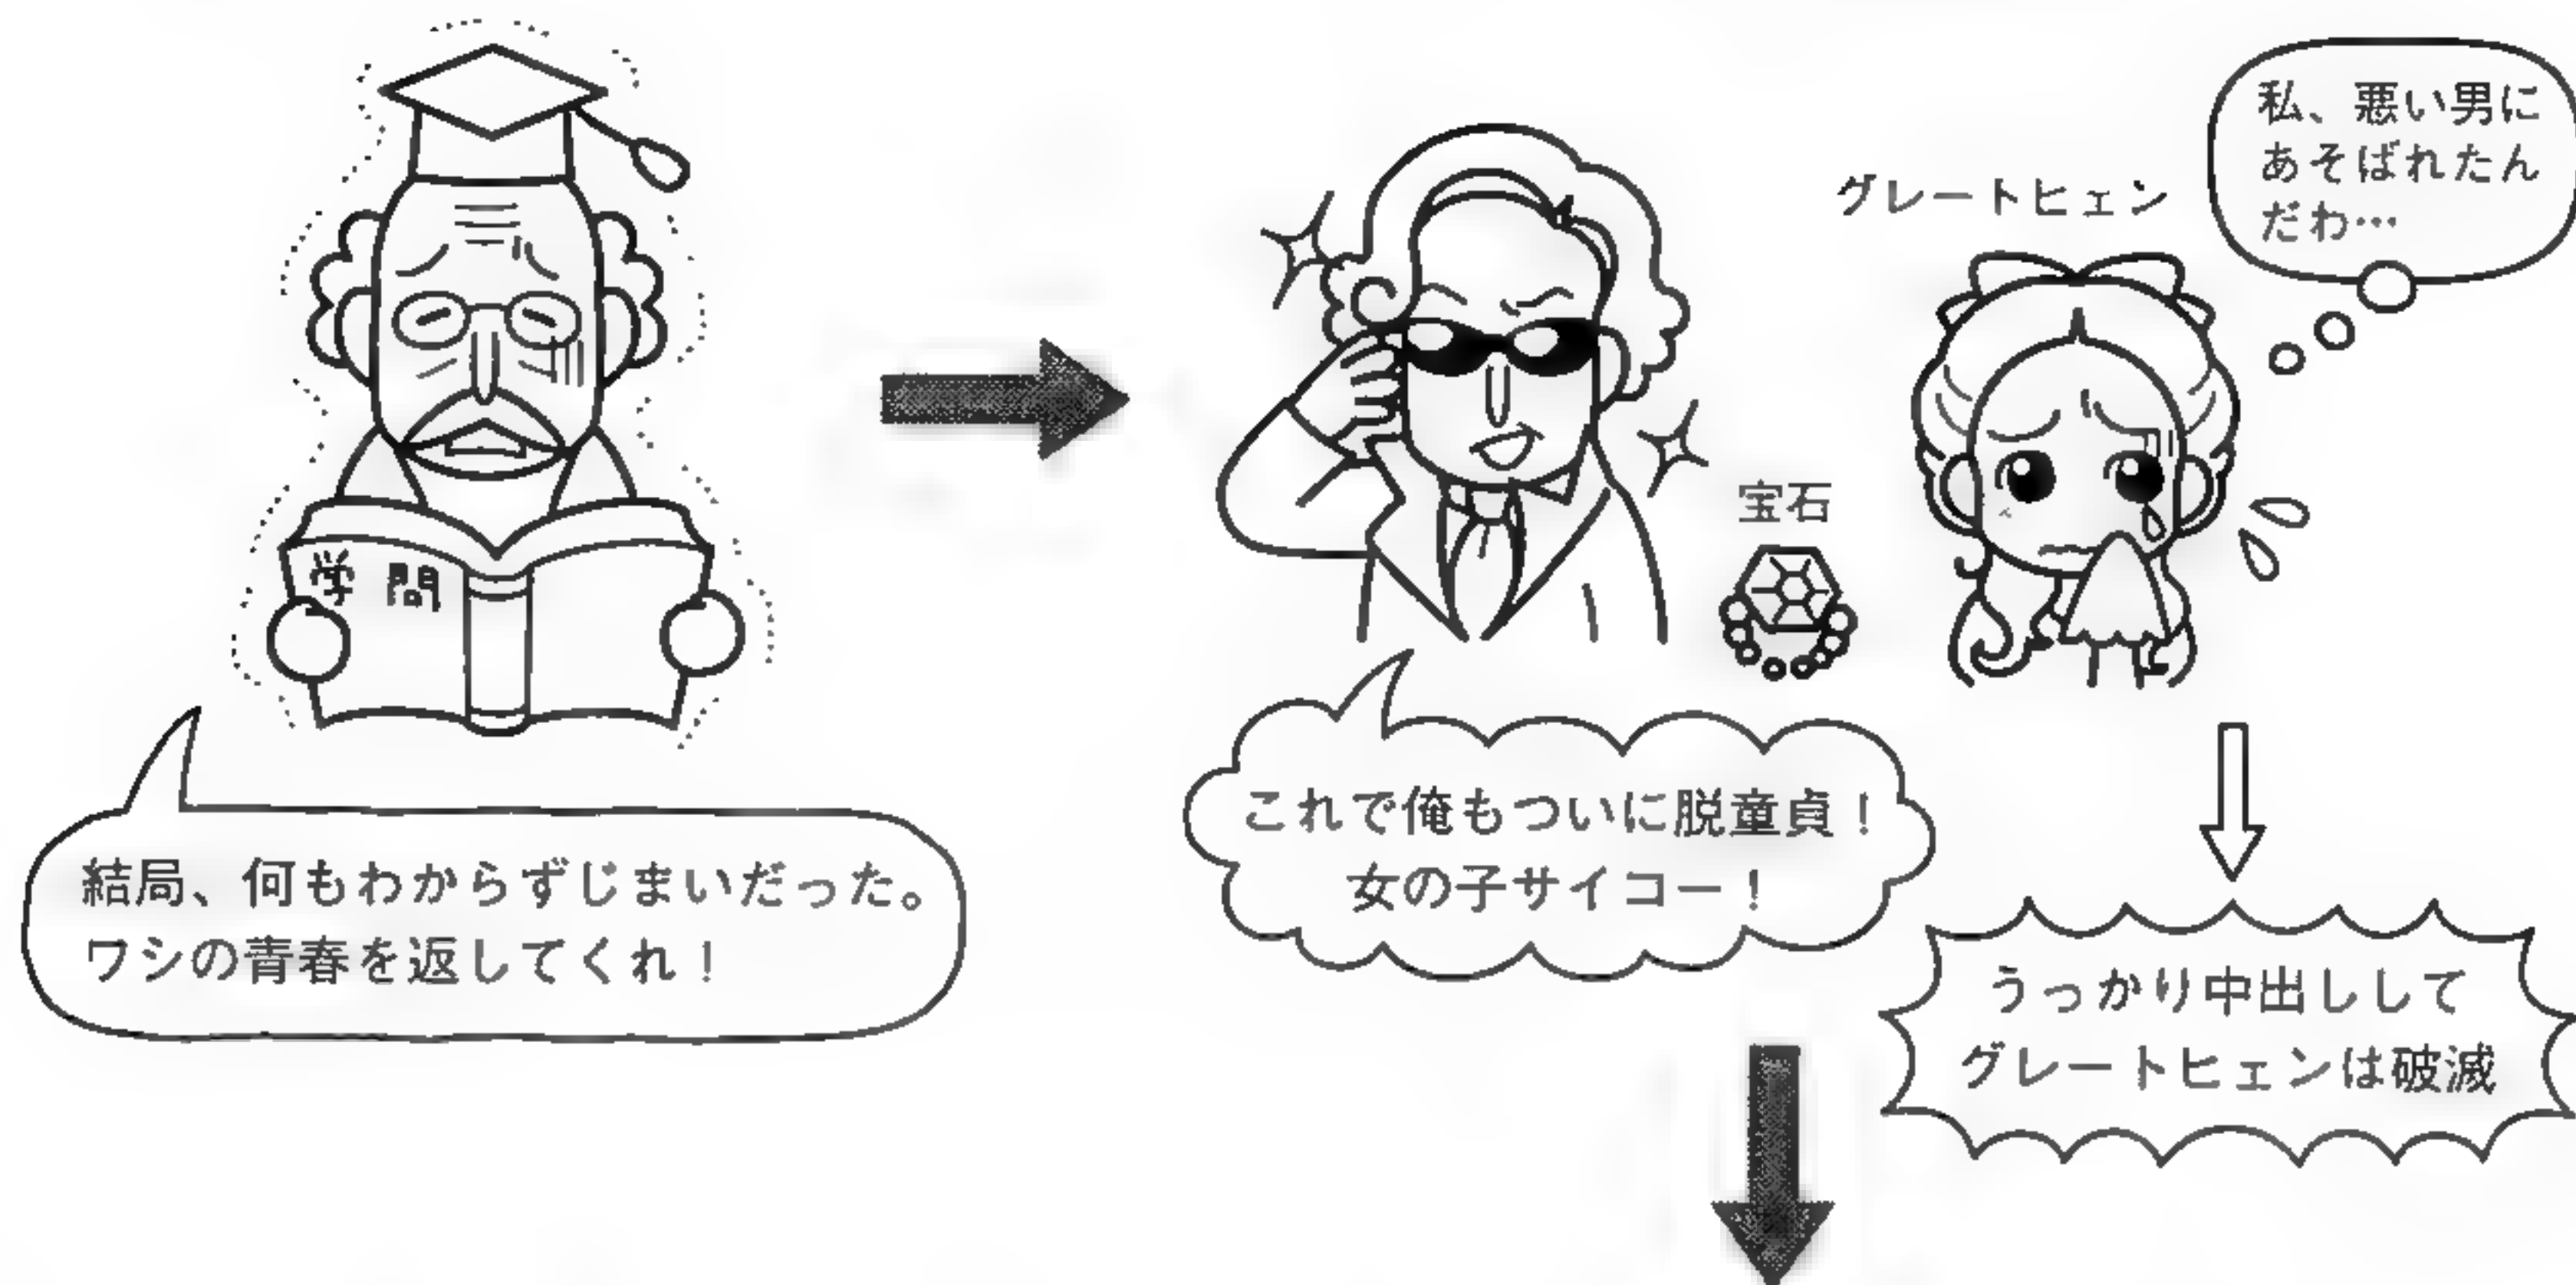 学問
結局、何もわからずじまいだった。
ワシの青春を返してくれ！
これで俺もついに脱童貞！
女の子サイコー！
宝石
グレートヒェン
私、悪い男に
あそばれたん
だわ…
うっかり中出しして
グレートヒェンは破滅